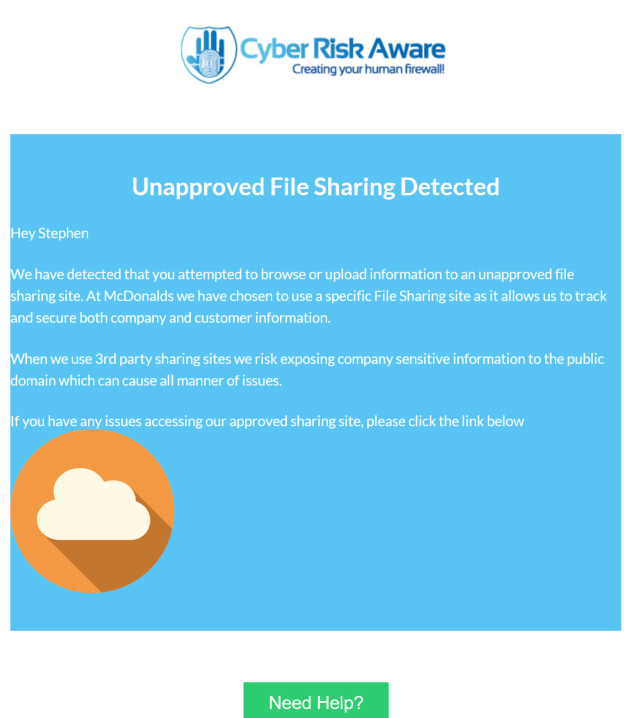 Cyber Risk Aware
Creating your human firewall!
Unapproved File Sharing Detected
Hey Stephen
We have detected that you attempted to browse or upload information to an unapproved file
sharing site. At McDonalds we have chosen to use a specific File Sharing site as it allows us to track
and secure both company and customer information.
When we use 3rd party sharing sites we risk exposing company sensitive information to the public
domain which can cause all manner of issues.
If you have any issues accessing our approved sharing site, please click the link below
Need Help?